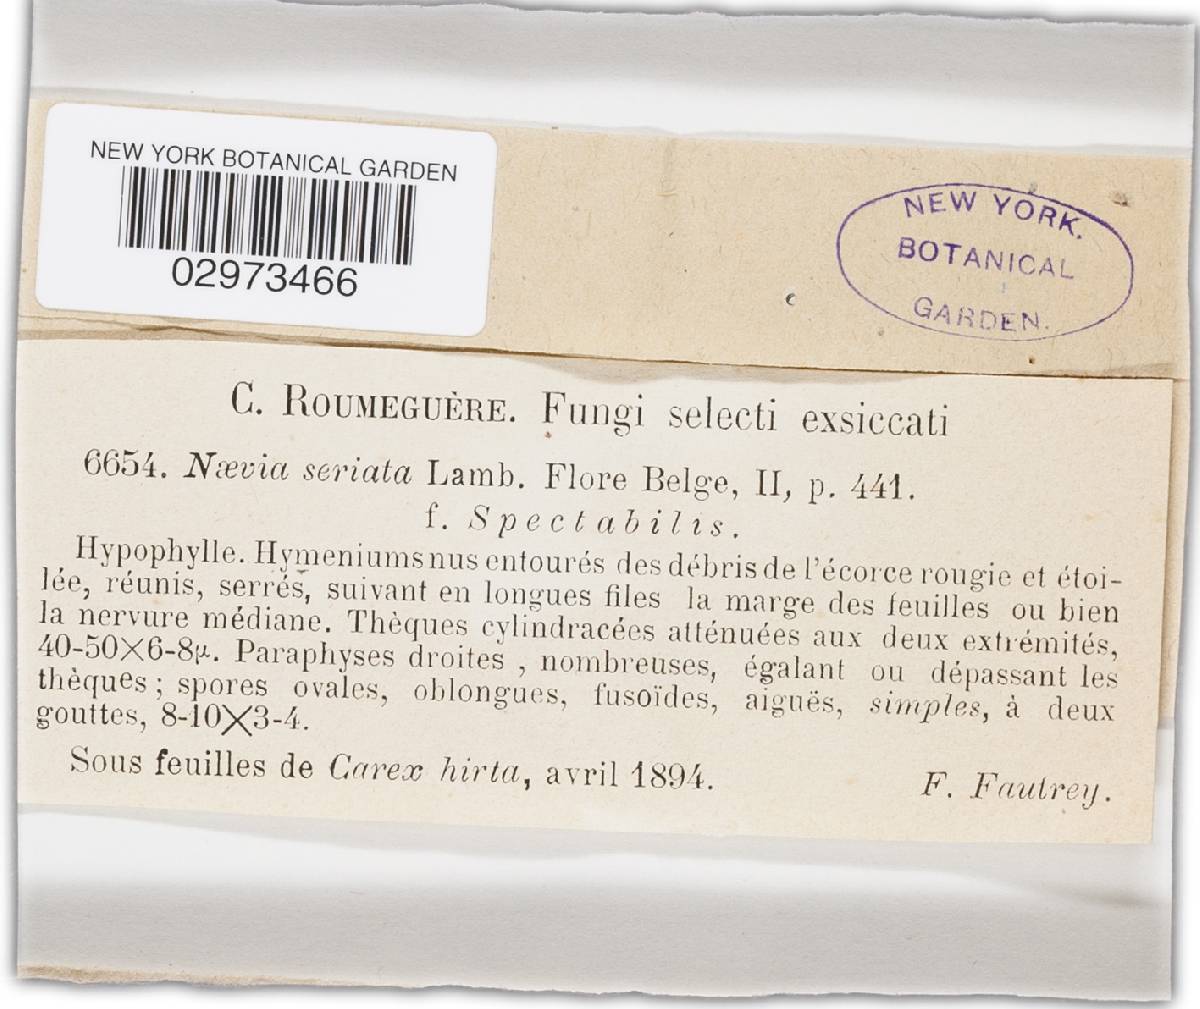 NEW YORK BOTANICAL GARDEN
02973466
NEW YORK.
BOTANICAL
GARDEN.
C. ROUMEGUÈRE. Fungi selecti exsiccati
6654. Nævia seriata Lamb. Flore Belge, II, p. 441.
f. Spectabilis.
Hypophylle. Hymeniums nus entourés des débris de l'écorce rougie et étoi-
lée, réunis, serrés, suivant en longues files la marge des feuilles ou bien
la nervure médiane. Thèques cylindracées atténuées aux deux extrémités,
40-50×6-8µ. Paraphyses droites, nombreuses, égalant ou dépassant les
thèques; spores ovales, oblongues, fusoïdes, aiguës, simples, à deux
gouttes, 8-10×3-4.
Sous feuilles de Carex hirta, avril 1894.
F. Fautrey.